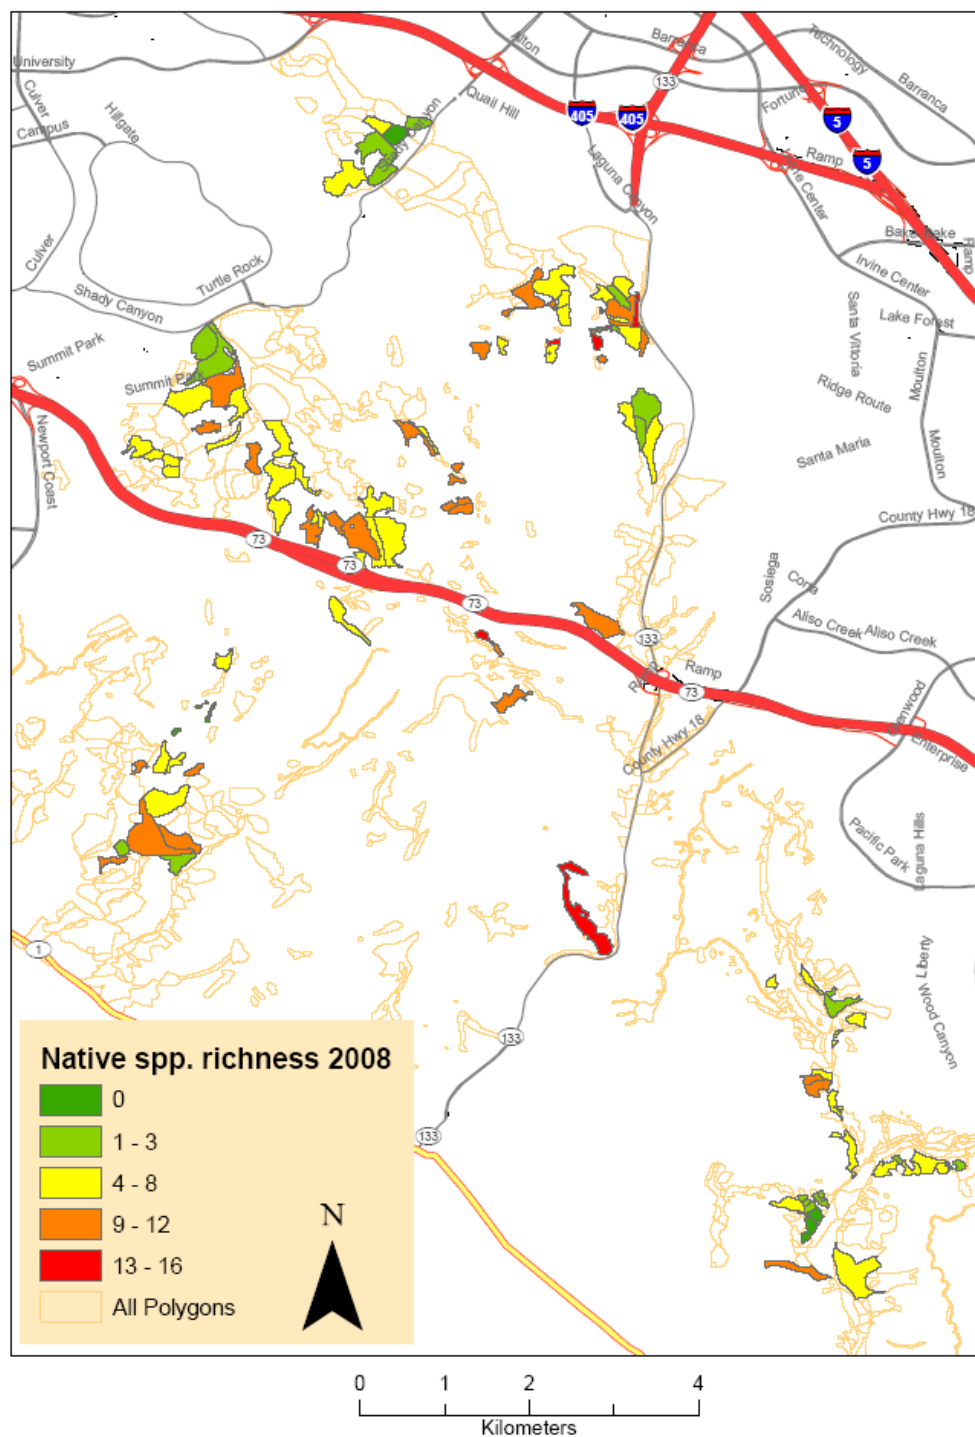 Alton
Barranca
Technology
Barranca
University
133
Culver
Campus
Hillgate
Quail Hill
Fortune
405
405
5
5
Ramp
Irvine Center
Laguna Canyon
Culver
Turtle Rock
Shady Canyon
Bake
Ramp
Irvine Center
Santa Vittoria
Lake Forest
Moulton
Summit Park
Summit Park
Ridge Route
Newport Coast
Santa Maria
Moulton
County Hwy 18
73
73
73
Sosiega
Aliso Creek
Aliso Creek
133
Ramp
Ramp
73
Glenwood
Enterprise
County Hwy 18
Pacific Park
Laguna Hills
1
Liberty
Wood Canyon
133
133
Native spp. richness 2008
0
1 - 3
4 - 8
9 - 12
13 - 16
All Polygons
N
0 1 2 4
Kilometers